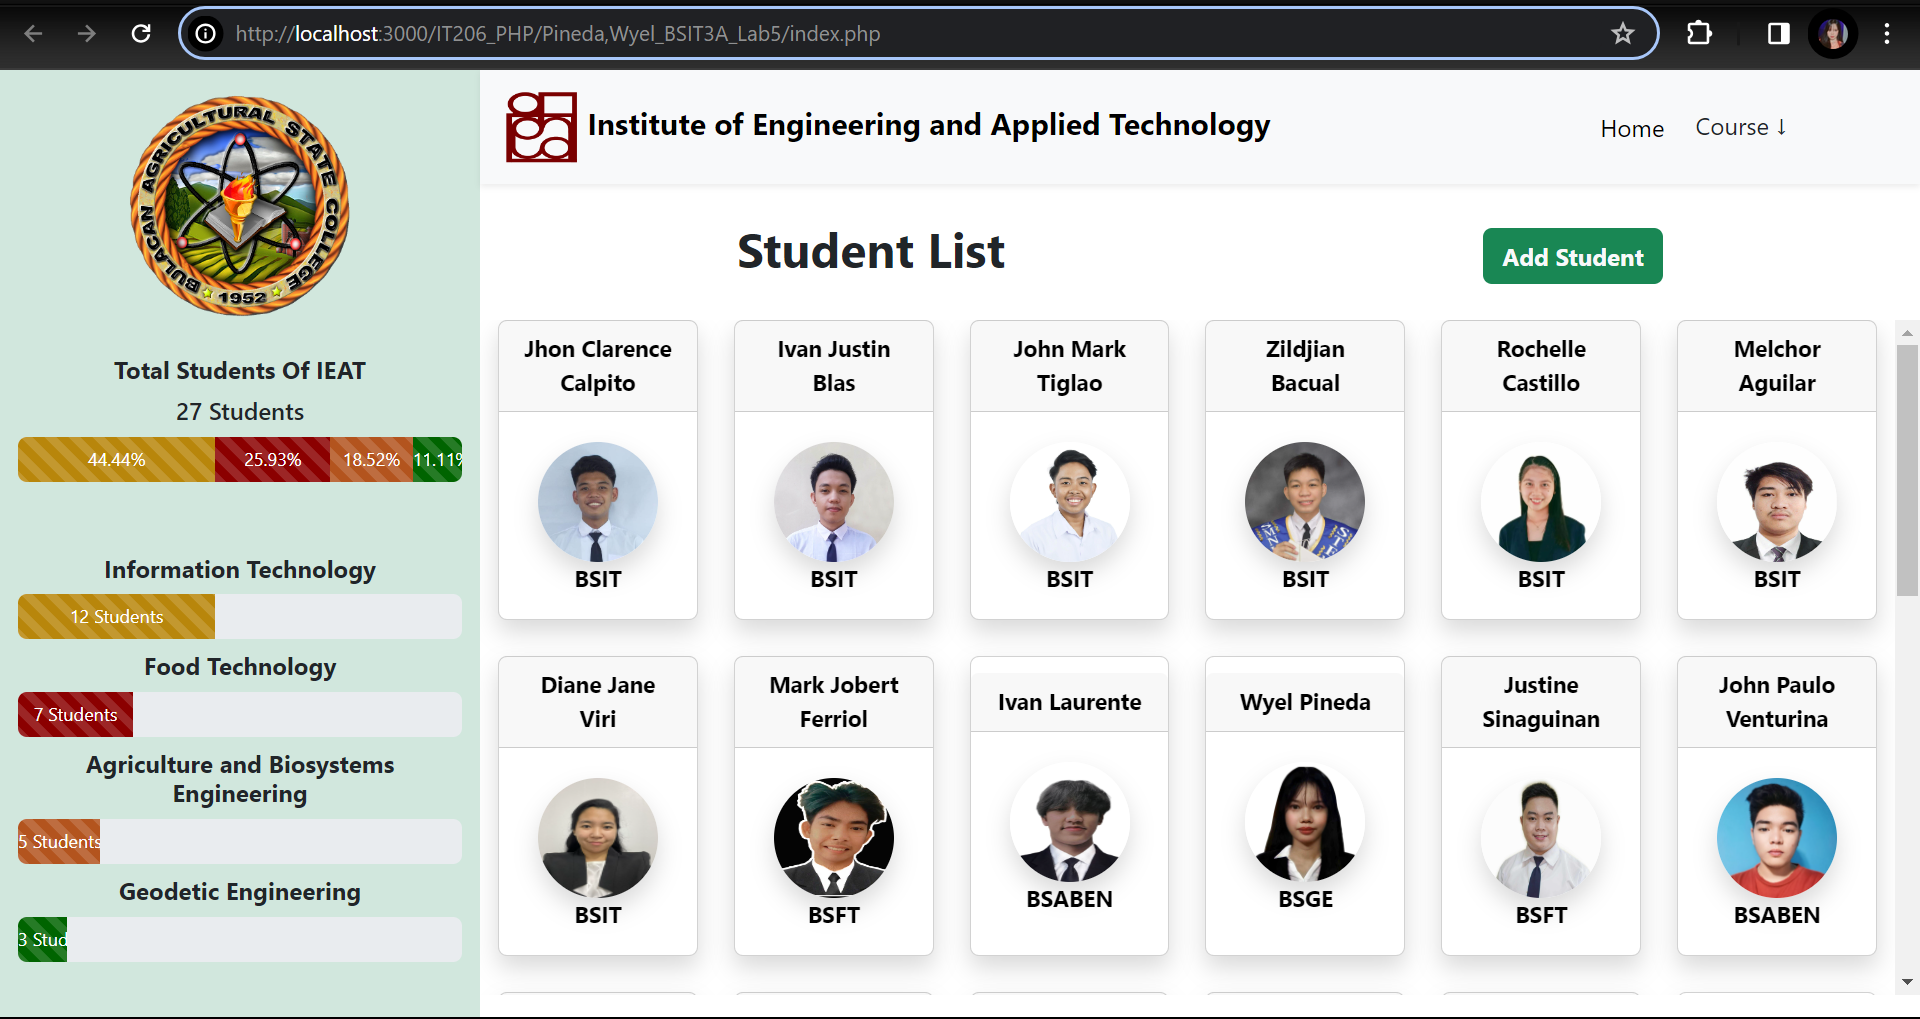 http://localhost:3000/IT206_PHP/Pineda,Wyel_BSIT3A_Lab5/index.php
BULACAN AGRICULTURAL STATE COLLEGE
1952
Total Students Of IEAT
27 Students
44.44% 25.93% 18.52% 11.11%
Information Technology
12 Students
Food Technology
7 Students
Agriculture and Biosystems
Engineering
5 Students
Geodetic Engineering
3 Stud
Institute of Engineering and Applied Technology
Home Course ↓
Student List
Add Student
Jhon Clarence
Calpito
BSIT
Ivan Justin
Blas
BSIT
John Mark
Tiglao
BSIT
Zildjian
Bacual
BSIT
Rochelle
Castillo
BSIT
Melchor
Aguilar
BSIT
Diane Jane
Viri
BSIT
Mark Jobert
Ferriol
BSFT
Ivan Laurente
BSABEN
Wyel Pineda
BSGE
Justine
Sinaguinan
BSFT
John Paulo
Venturina
BSABEN